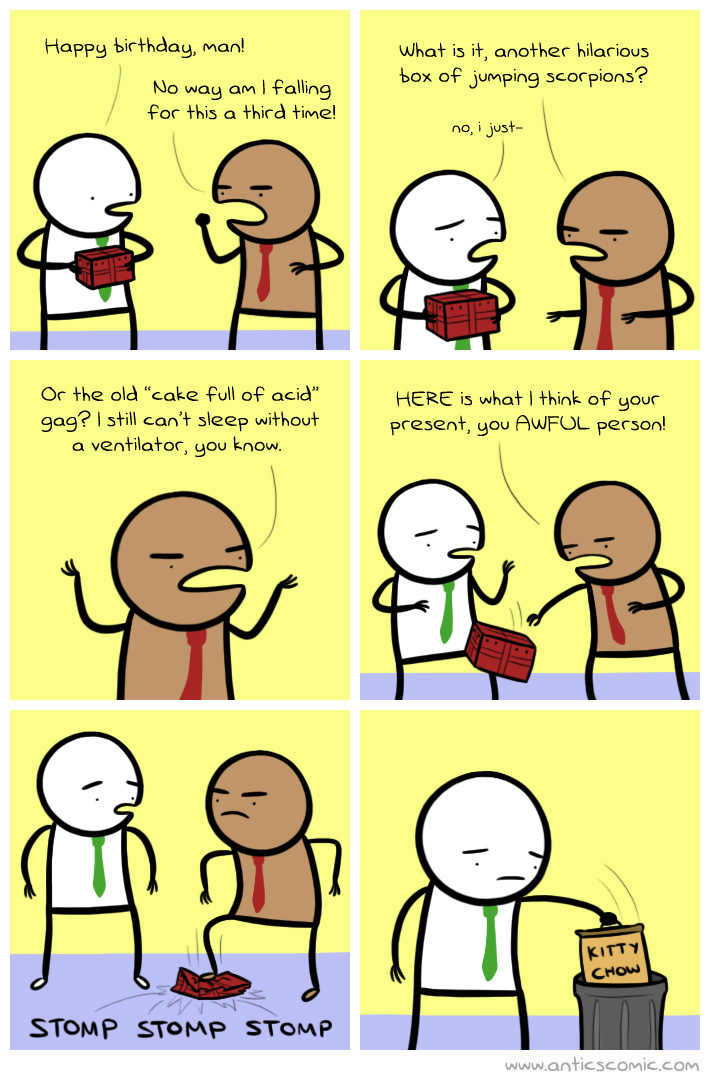 Happy birthday, man!
No way am I falling
for this a third time!
What is it, another hilarious
box of jumping scorpions?
no, i just-
Or the old "cake full of acid"
gag? I still can't sleep without
a ventilator, you know.
HERE is what I think of your
present, you AWFUL person!
STOMP STOMP STOMP
KITTY
CHOW
www.anticscomic.com